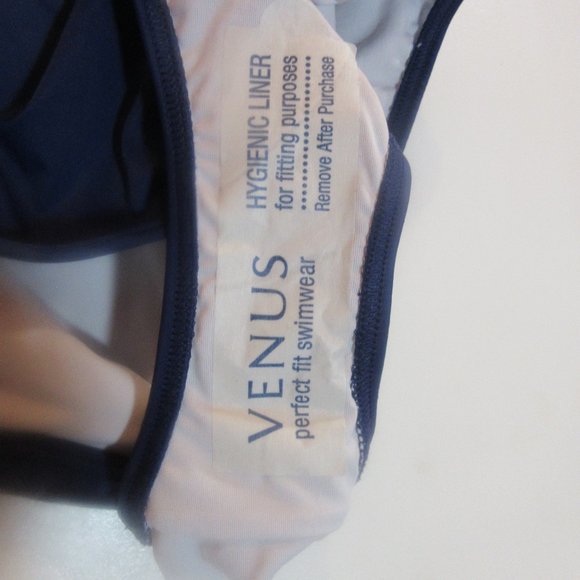 VENUS
perfect fit swimwear
HYGIENIC LINER
for fitting purposes
Remove After Purchase